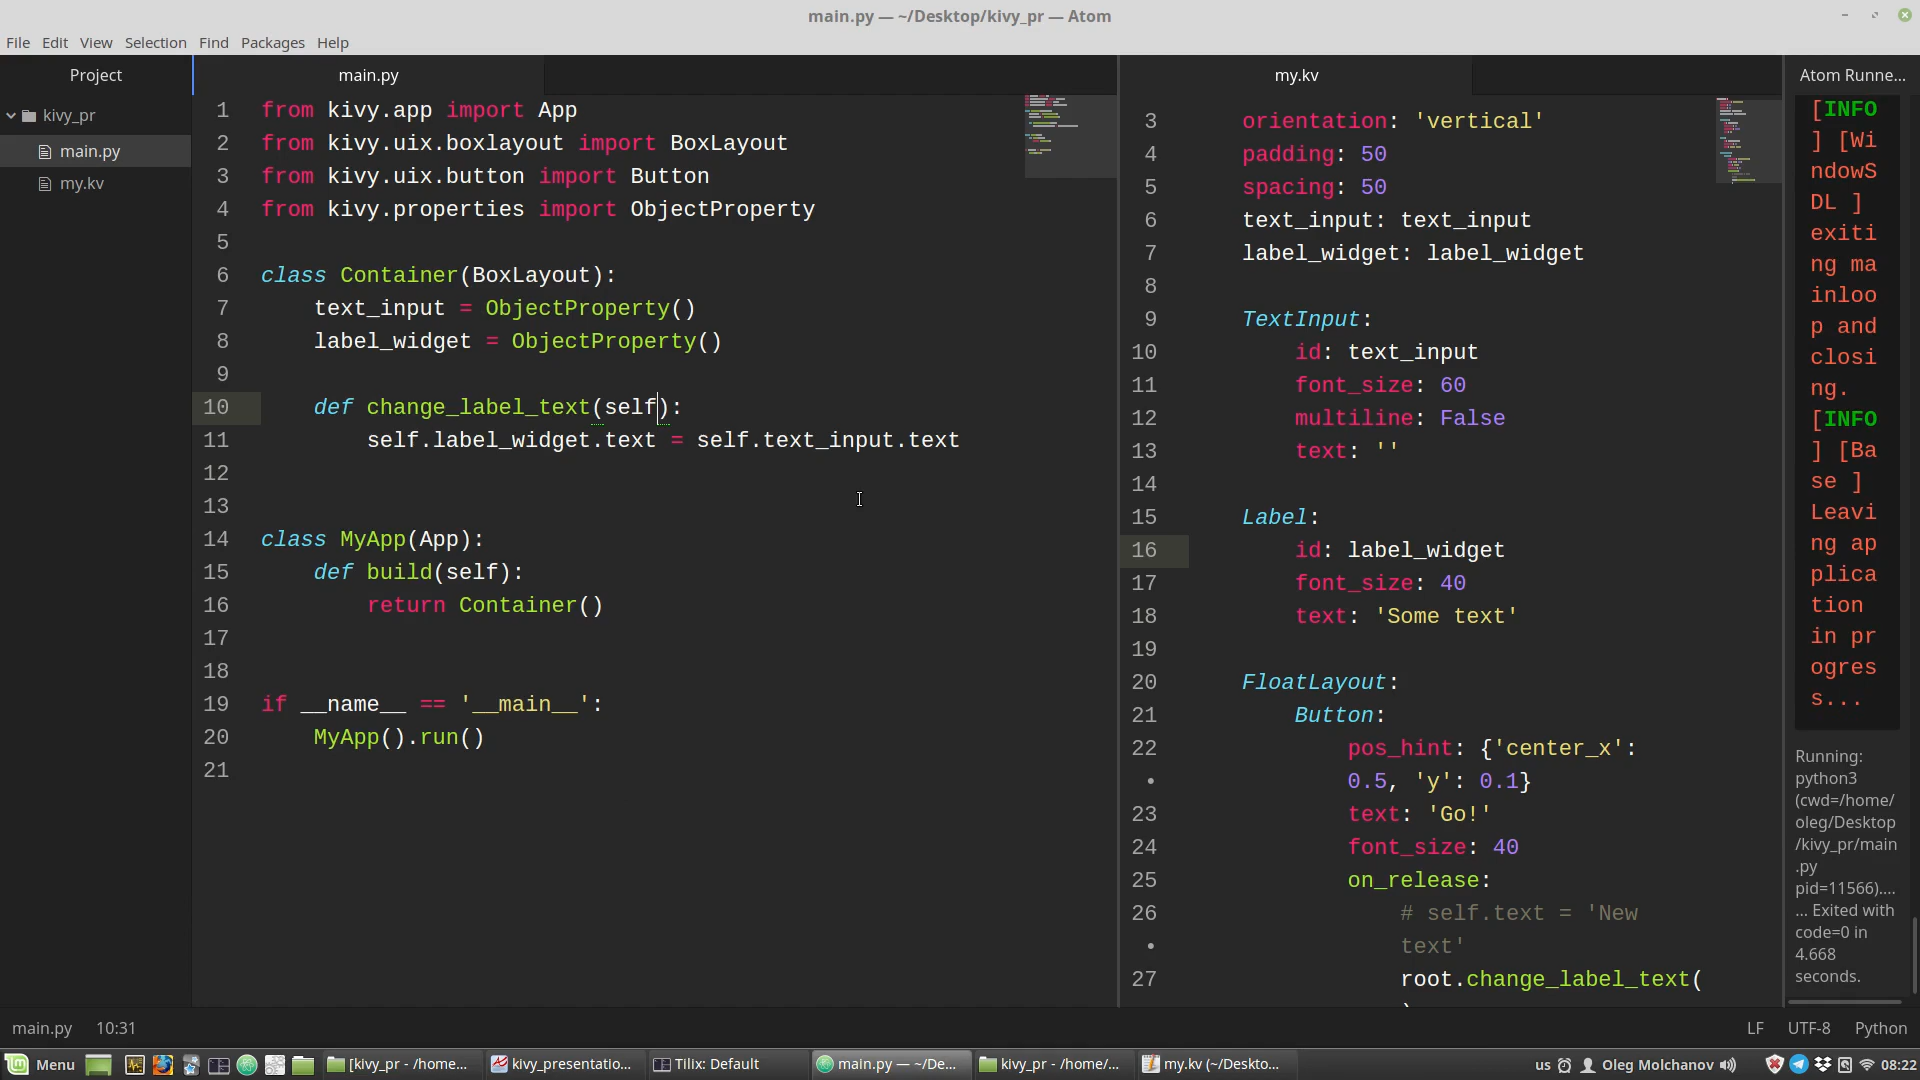 main.py — ~/Desktop/kivy_pr — Atom
File Edit View Selection Find Packages Help
Project
kivy_pr
main.py
my.kv
main.py
1 from kivy.app import App
2 from kivy.uix.boxlayout import BoxLayout
3 from kivy.uix.button import Button
4 from kivy.properties import ObjectProperty
5
6 class Container(BoxLayout):
7 text_input = ObjectProperty()
8 label_widget = ObjectProperty()
9
10 def change_label_text(self):
11 self.label_widget.text = self.text_input.text
12
13
14 class MyApp(App):
15 def build(self):
16 return Container()
17
18
19 if __name__ == '__main__':
20 MyApp().run()
21
my.kv
3 orientation: 'vertical'
4 padding: 50
5 spacing: 50
6 text_input: text_input
7 label_widget: label_widget
8
9 TextInput:
10 id: text_input
11 font_size: 60
12 multiline: False
13 text: ''
14
15 Label:
16 id: label_widget
17 font_size: 40
18 text: 'Some text'
19
20 FloatLayout:
21 Button:
22 pos_hint: {'center_x':
• 0.5, 'y': 0.1}
23 text: 'Go!'
24 font_size: 40
25 on_release:
26 # self.text = 'New
• text'
27 root.change_label_text(
Atom Runne...
[INFO
] [Wi
ndowS
DL ]
exiti
ng ma
inloo
p and
closi
ng.
[INFO
] [Ba
se ]
Leavi
ng ap
plica
tion
in pr
ogres
s...
Running:
python3
(cwd=/home/
oleg/Desktop
/kivy_pr/main
.py
pid=11566)....
... Exited with
code=0 in
4.668
seconds.
main.py 10:31
LF UTF-8 Python
Menu
[kivy_pr - /home...
kivy_presentatio...
Tilix: Default
main.py — ~/De...
kivy_pr - /home/...
my.kv (~/Deskto...
us
Oleg Molchanov
08:22